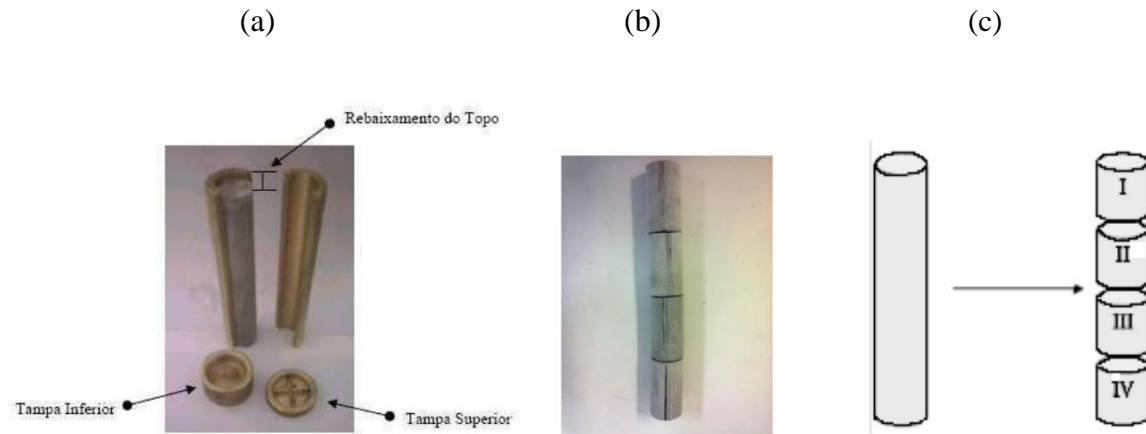 (a) (b) (c)
Rebaixamento do Topo
I
II
III
IV
Tampa Inferior
Tampa Superior